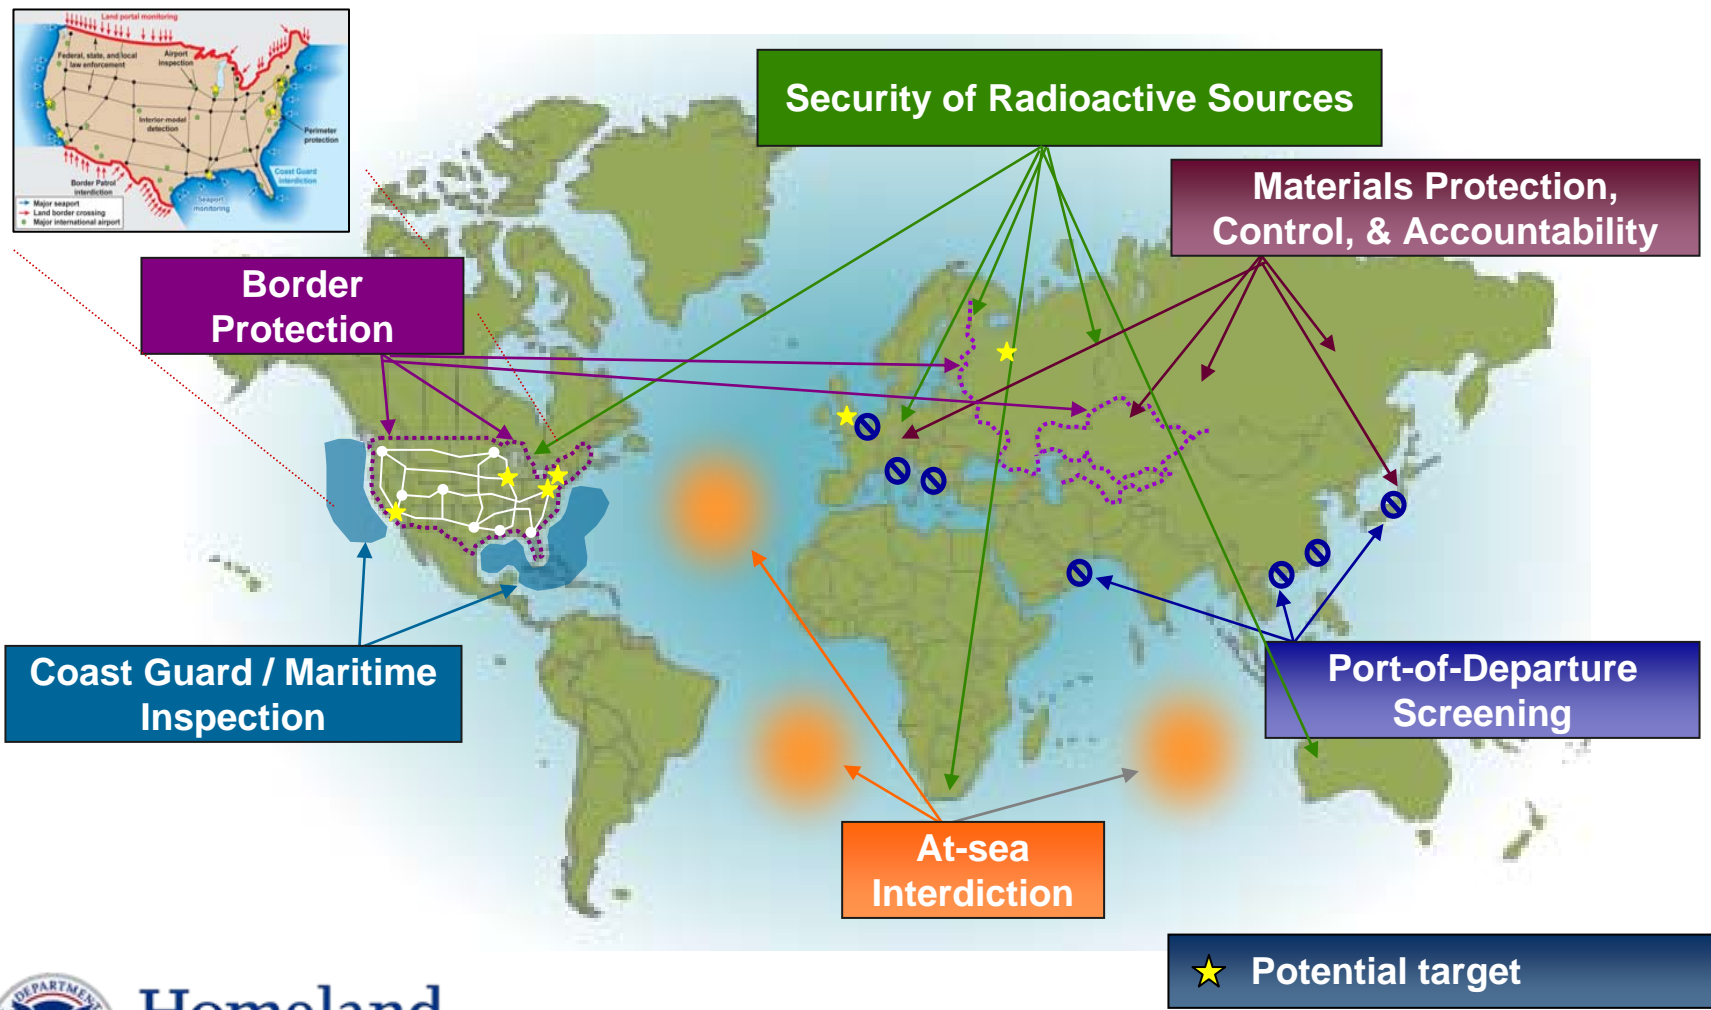 Land portal monitoring
Federal, state, and local
law enforcement
Airport
inspection
Interior-modal
detection
Perimeter
protection
Coast Guard
interdiction
Border Patrol
interdiction
Seaport
monitoring
Major seaport
Land border crossing
Major international airport
Security of Radioactive Sources
Materials Protection,
Control, & Accountability
Border
Protection
Coast Guard / Maritime
Inspection
Port-of-Departure
Screening
At-sea
Interdiction
Potential target
DEPARTMENT
Homeland